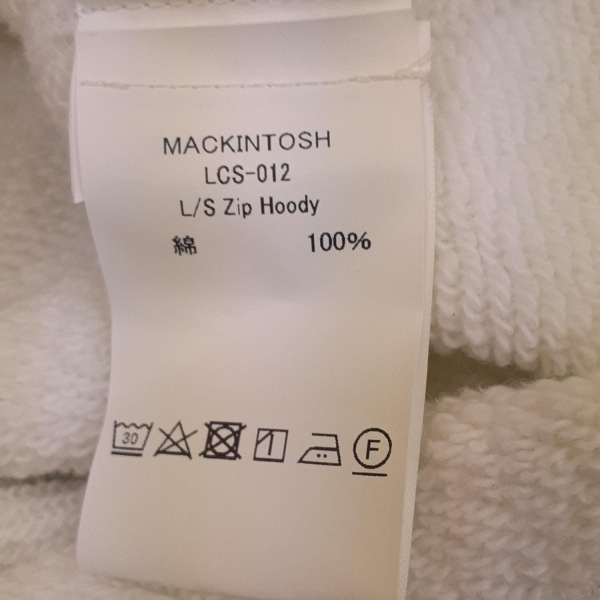 MACKINTOSH
LCS-012
L/S Zip Hoody
綿 100%
30 F